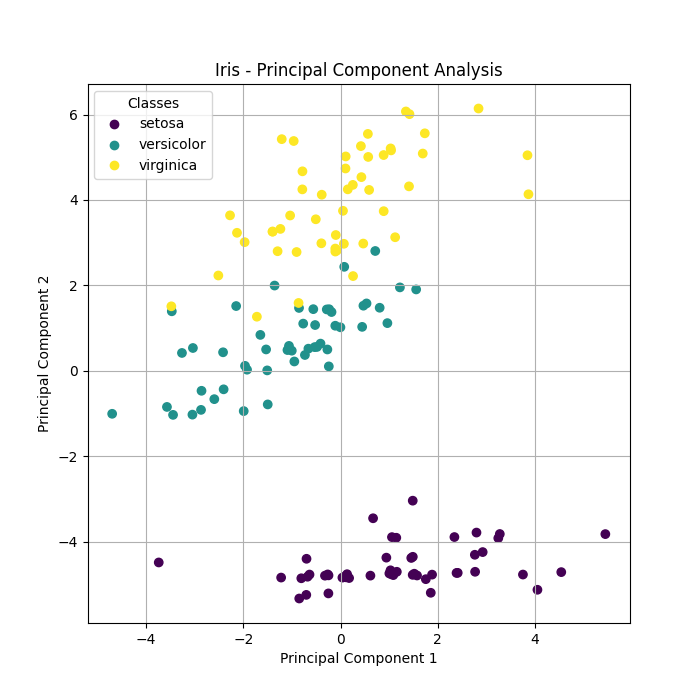 Iris - Principal Component Analysis
Classes
setosa
versicolor
virginica
6
4
2
0
−2
−4
−4
−2
0
2
4
Principal Component 2
Principal Component 1